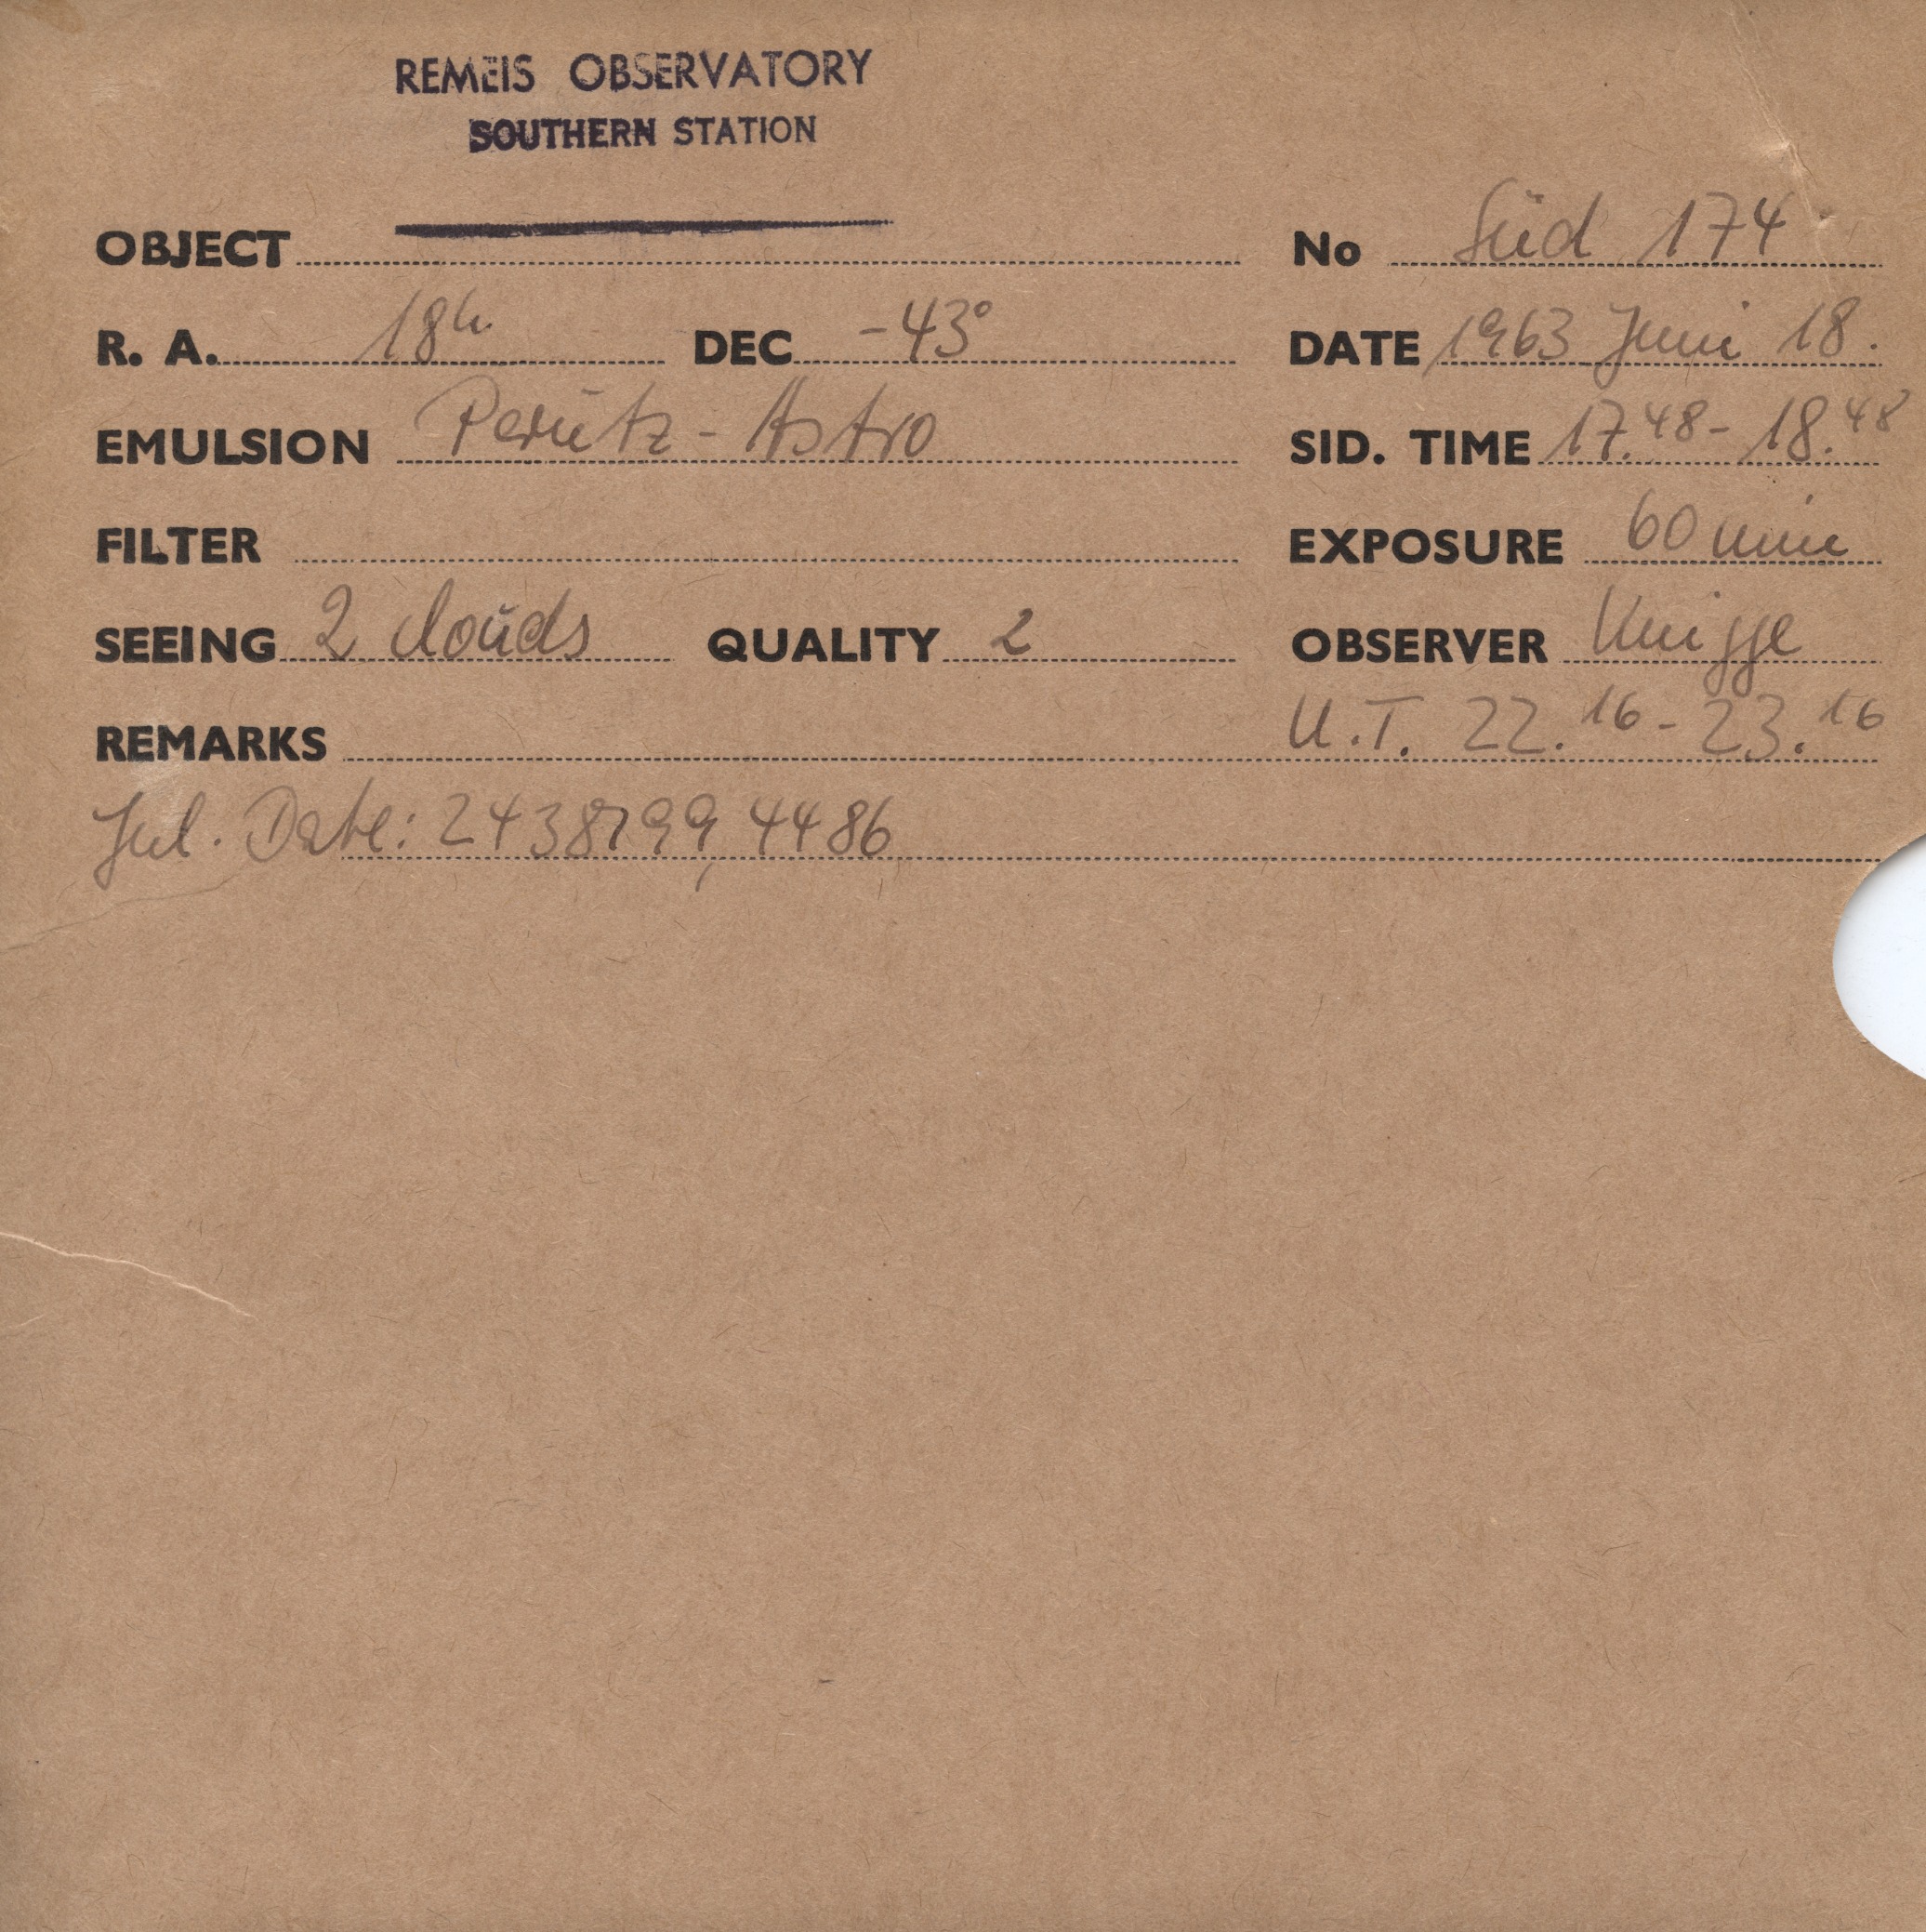 REMEIS OBSERVATORY
SOUTHERN STATION
OBJECT No Süd 174
R. A. 18h DEC -43° DATE 1963 Juni 18.
EMULSION Perutz - Astro SID. TIME 17.48 - 18.48
FILTER EXPOSURE 60 min
SEEING 2 clouds QUALITY 2 OBSERVER Knigge
REMARKS U.T. 22.16 - 23.16
Jul. Date: 2438199,4486